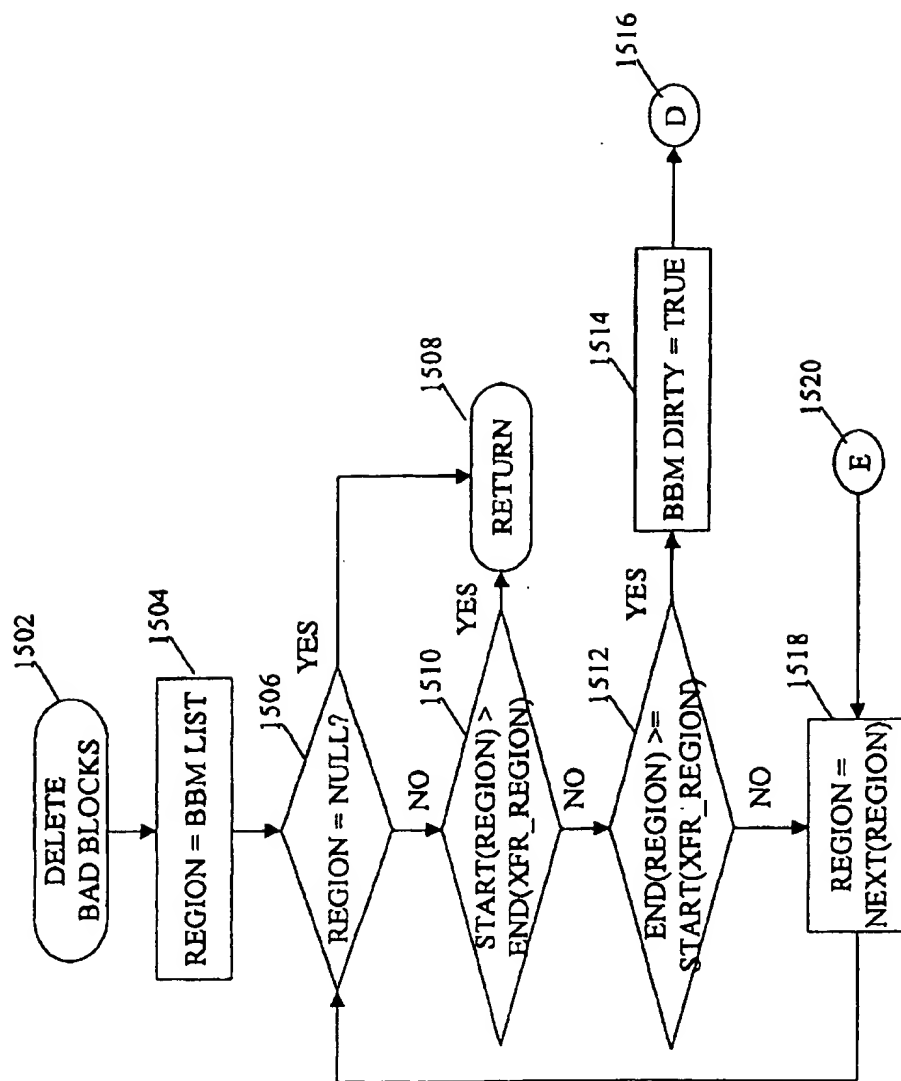 1502
DELETE
BAD BLOCKS
1504
REGION = BBM LIST
1506
REGION = NULL?
YES
NO
1508
RETURN
1510
START(REGION) >
END(XFR_REGION)
YES
NO
1512
END(REGION) >=
START(XFR_REGION)
YES
NO
1514
BBM DIRTY = TRUE
1516
D
1518
REGION =
NEXT(REGION)
1520
E